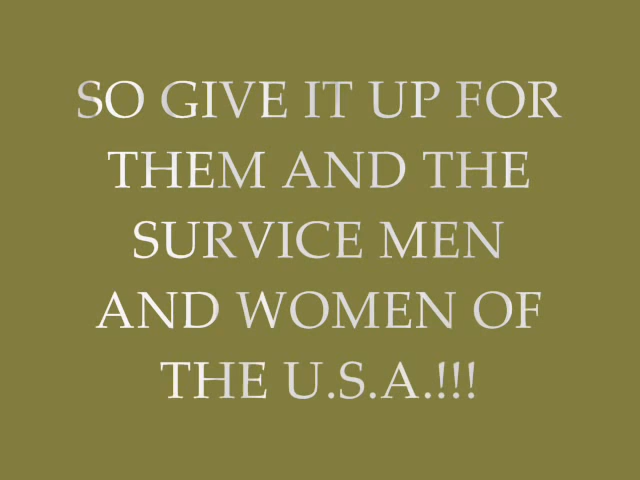 SO GIVE IT UP FOR
THEM AND THE
SURVICE MEN
AND WOMEN OF
THE U.S.A.!!!